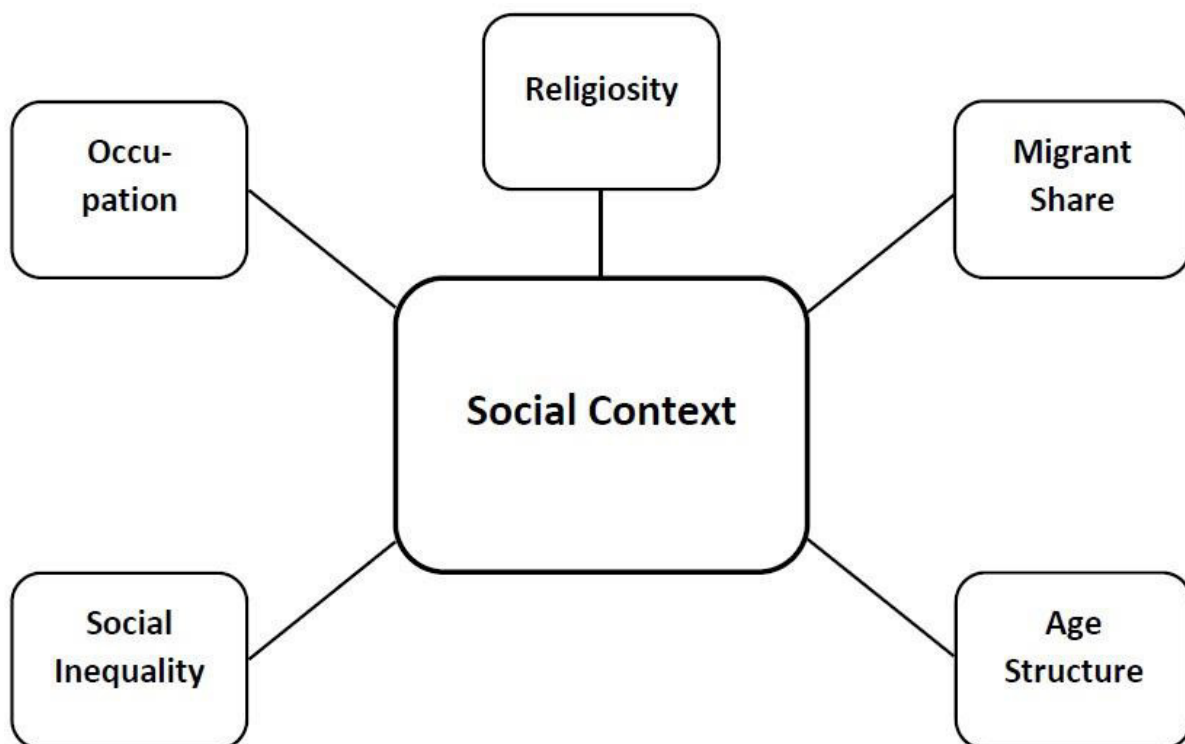 Religiosity
Occu-
pation
Migrant
Share
Social Context
Social
Inequality
Age
Structure